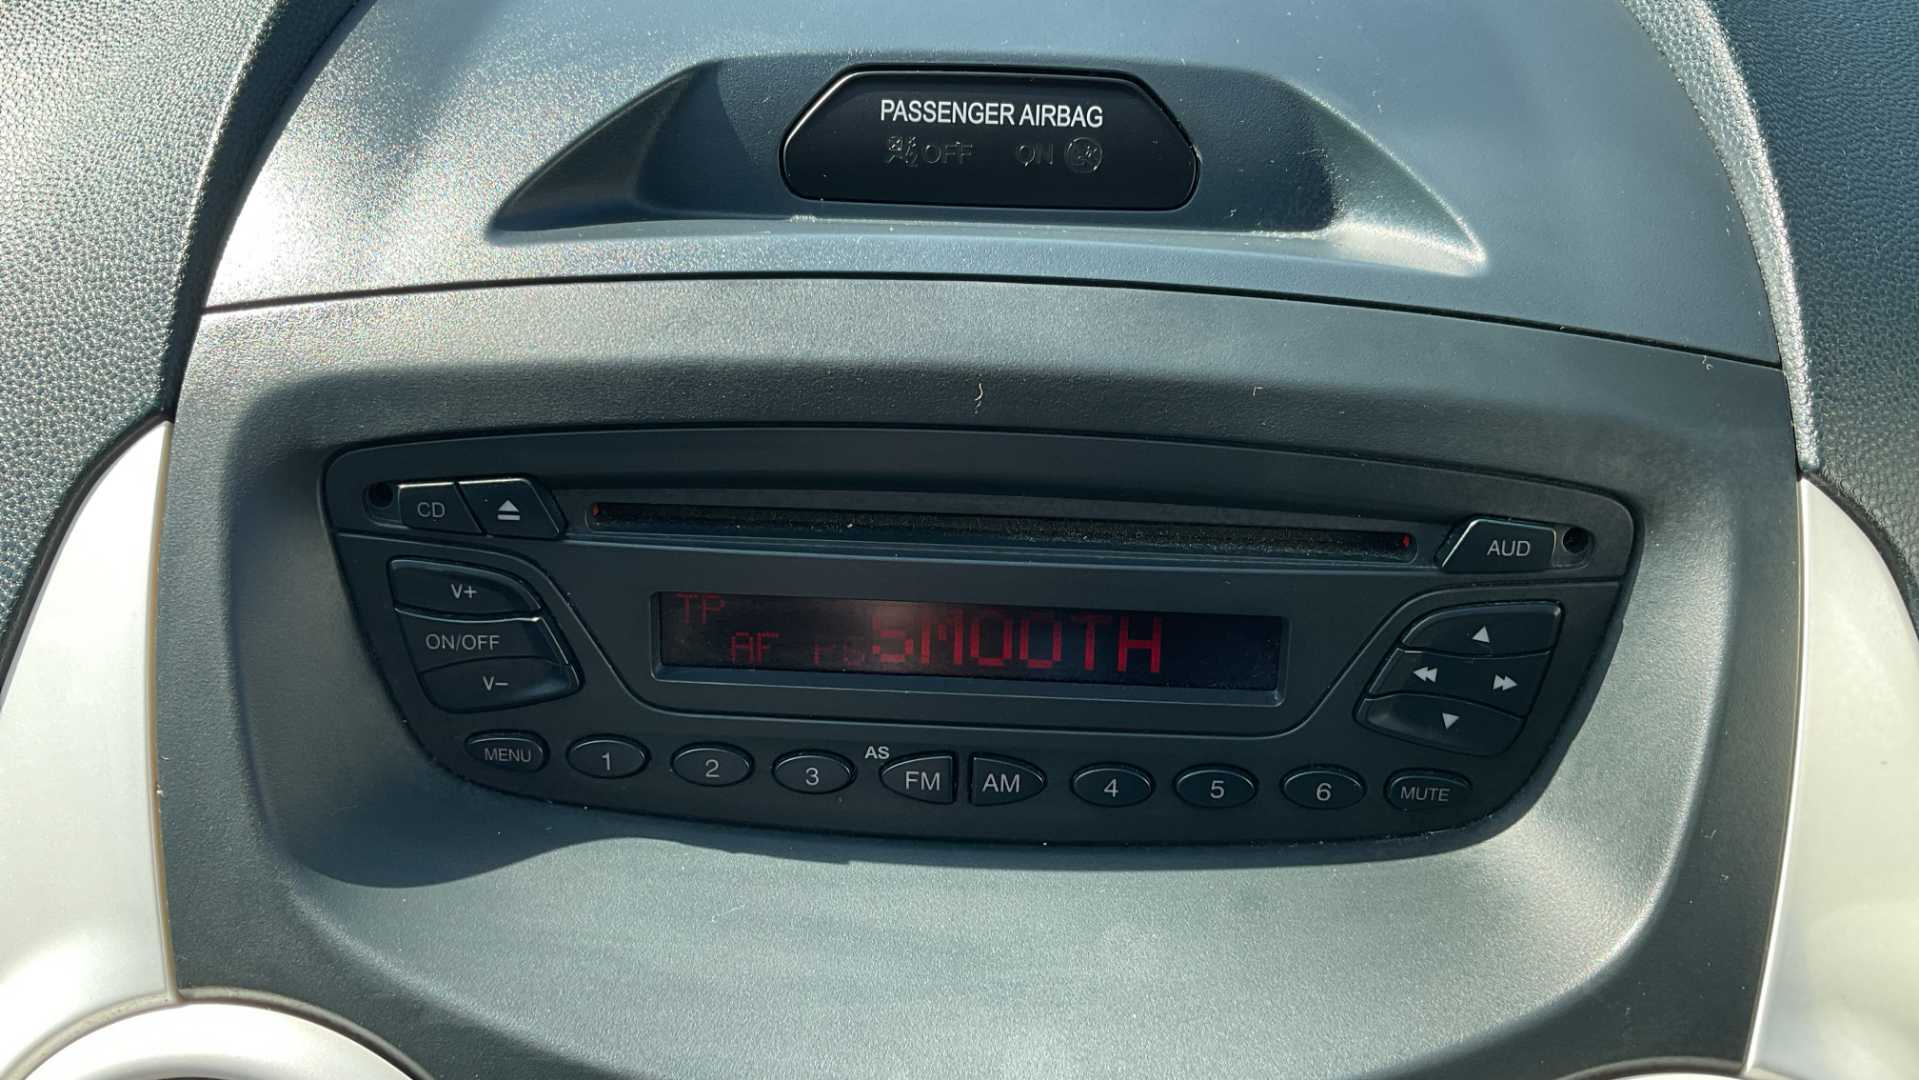 PASSENGER AIRBAG
OFF ON
CD
AUD
V+
TP
ON/OFF
AF SMOOTH
V–
MENU 1 2 3 AS FM AM 4 5 6 MUTE